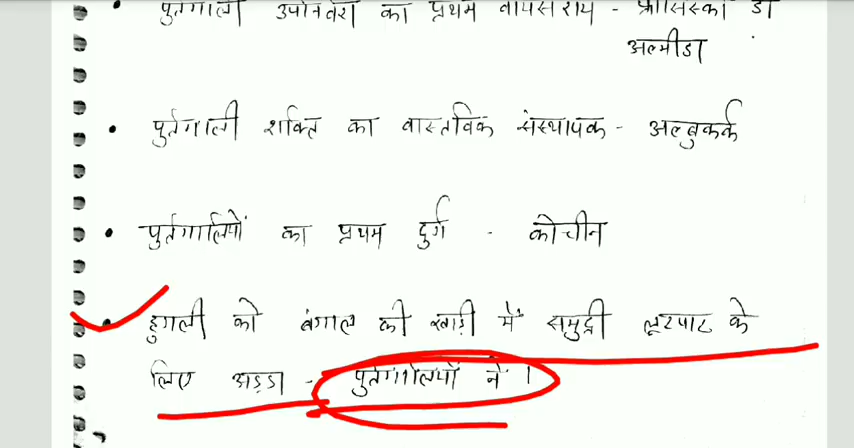 • पुर्तगाली उपनिवेशों का प्रथम वायसराय - फ्रांसिस्को डी
अल्मीडा
• पुर्तगाली शक्ति का वास्तविक संस्थापक - अल्बुकर्क
• पुर्तगालियों का प्रथम दुर्ग - कोचीन
• हुगली को बंगाल की खाड़ी में समुद्री लूटपाट के
लिए अड्डा - पुर्तगालियों ने ।